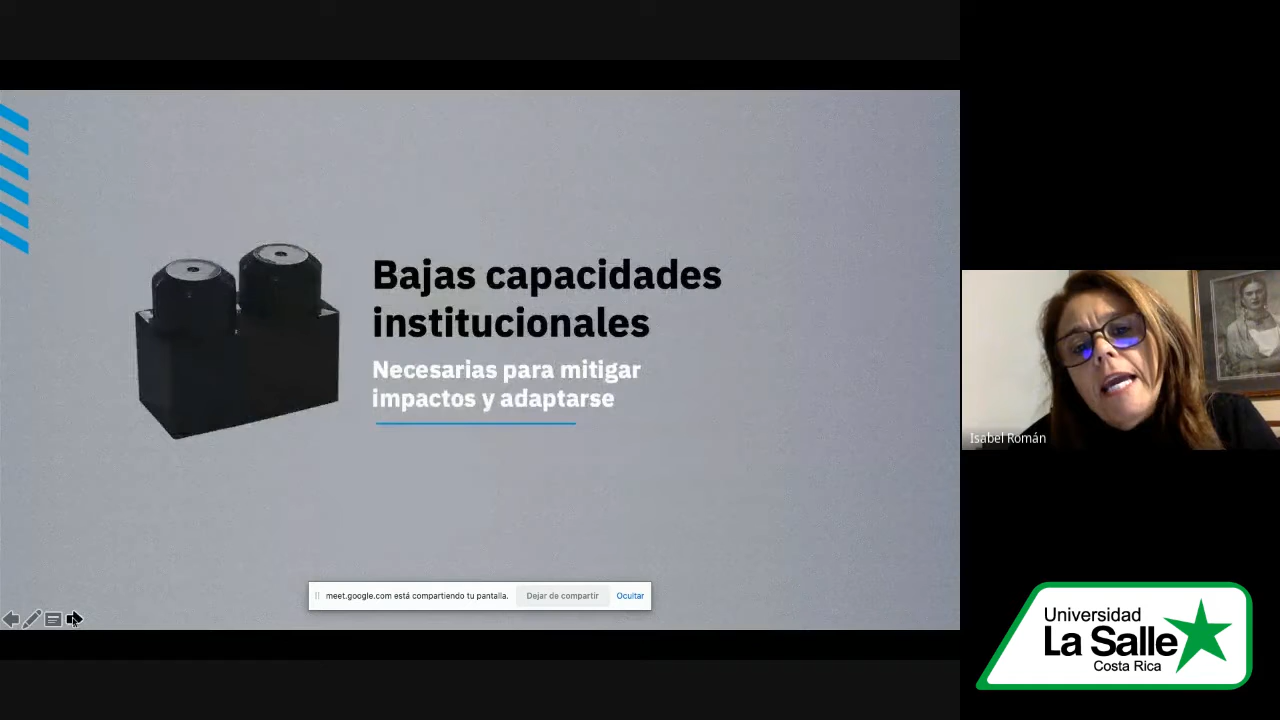 Bajas capacidades
institucionales
Necesarias para mitigar
impactos y adaptarse
meet.google.com está compartiendo tu pantalla. Dejar de compartir Ocultar
Isabel Román
Universidad
La Salle
Costa Rica